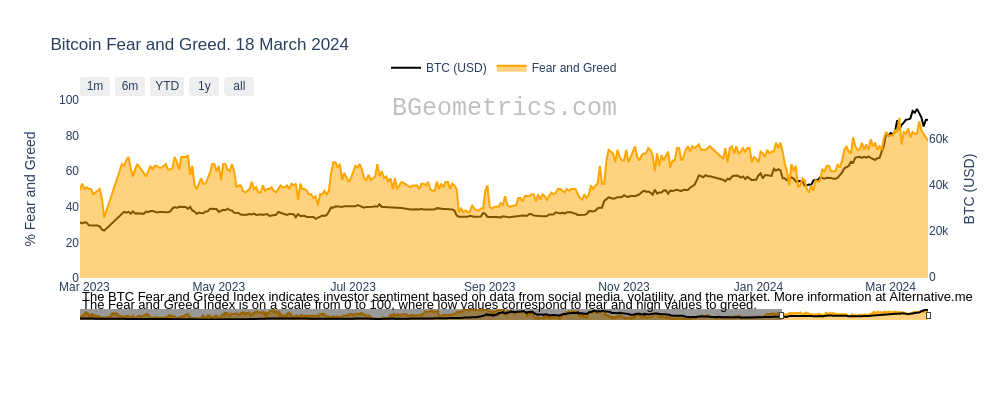 Bitcoin Fear and Greed. 18 March 2024
BTC (USD) Fear and Greed
1m 6m YTD 1y all
BGeometrics.com
% Fear and Greed
100
80
60
40
20
0
BTC (USD)
60k
40k
20k
0
Mar 2023 May 2023 Jul 2023 Sep 2023 Nov 2023 Jan 2024 Mar 2024
The BTC Fear and Greed Index indicates investor sentiment based on data from social media, volatility, and the market. More information at Alternative.me
The Fear and Greed Index is on a scale from 0 to 100, where low values correspond to fear and high values to greed.